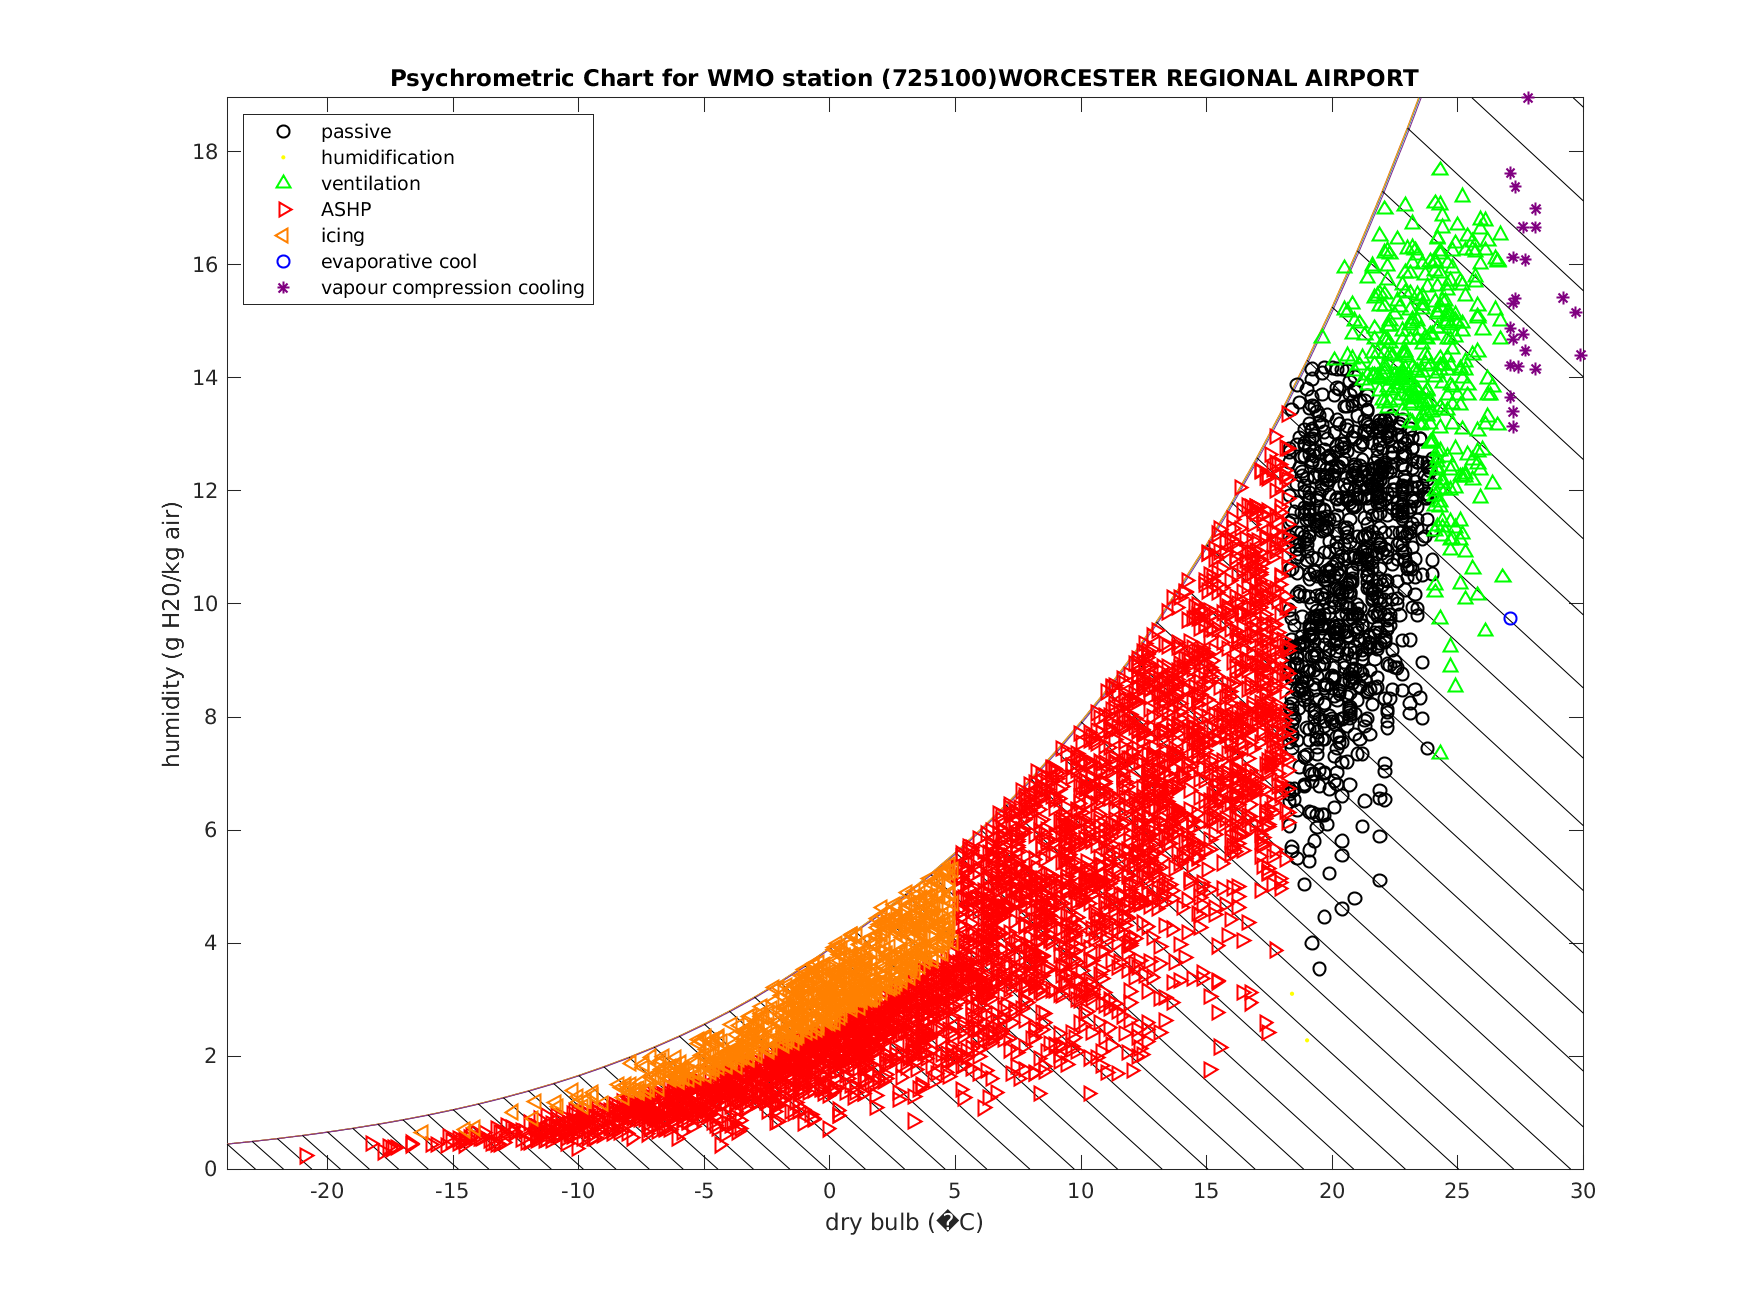 Psychrometric Chart for WMO station (725100)WORCESTER REGIONAL AIRPORT
passive
humidification
ventilation
ASHP
icing
evaporative cool
vapour compression cooling
humidity (g H20/kg air)
18
16
14
12
10
8
6
4
2
0
-20 -15 -10 -5 0 5 10 15 20 25 30
dry bulb (�C)